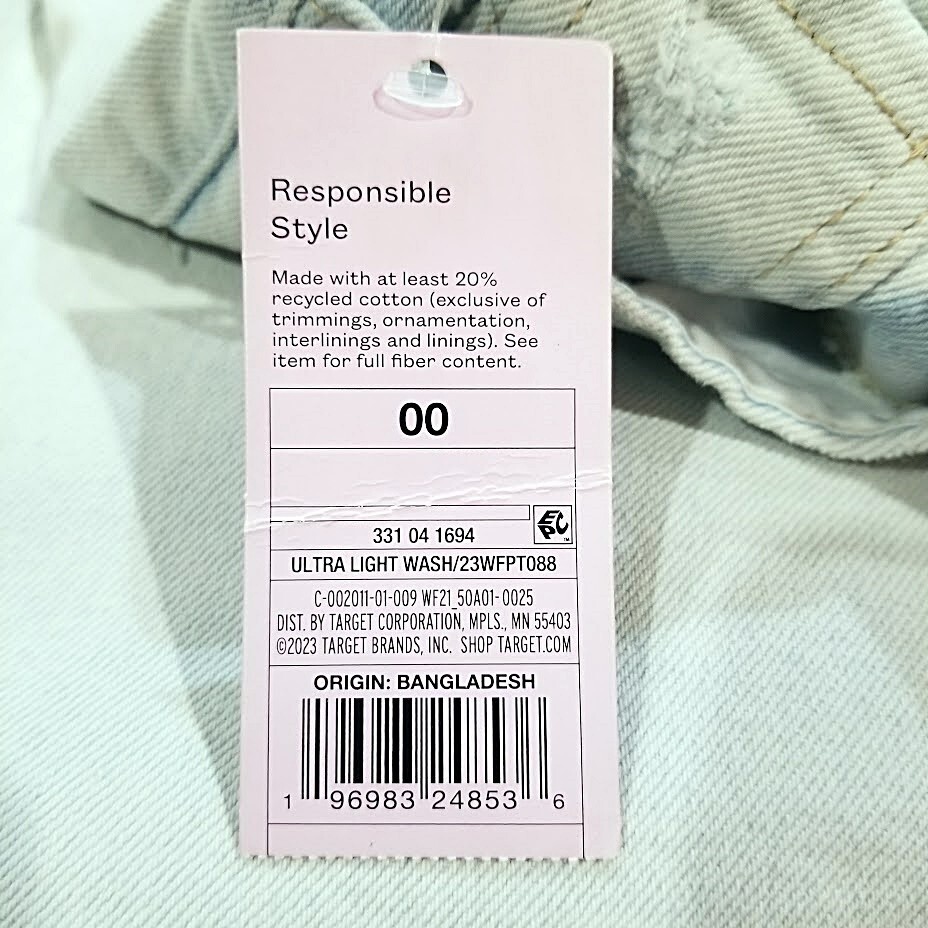 Responsible
Style
Made with at least 20%
recycled cotton (exclusive of
trimmings, ornamentation,
interlinings and linings). See
item for full fiber content.
00
EPC™
331 04 1694
ULTRA LIGHT WASH/23WFPT088
C-002011-01-009 WF21_50A01-0025
DIST. BY TARGET CORPORATION, MPLS., MN 55403
©2023 TARGET BRANDS, INC. SHOP TARGET.COM
ORIGIN: BANGLADESH
1 96983 24853 6